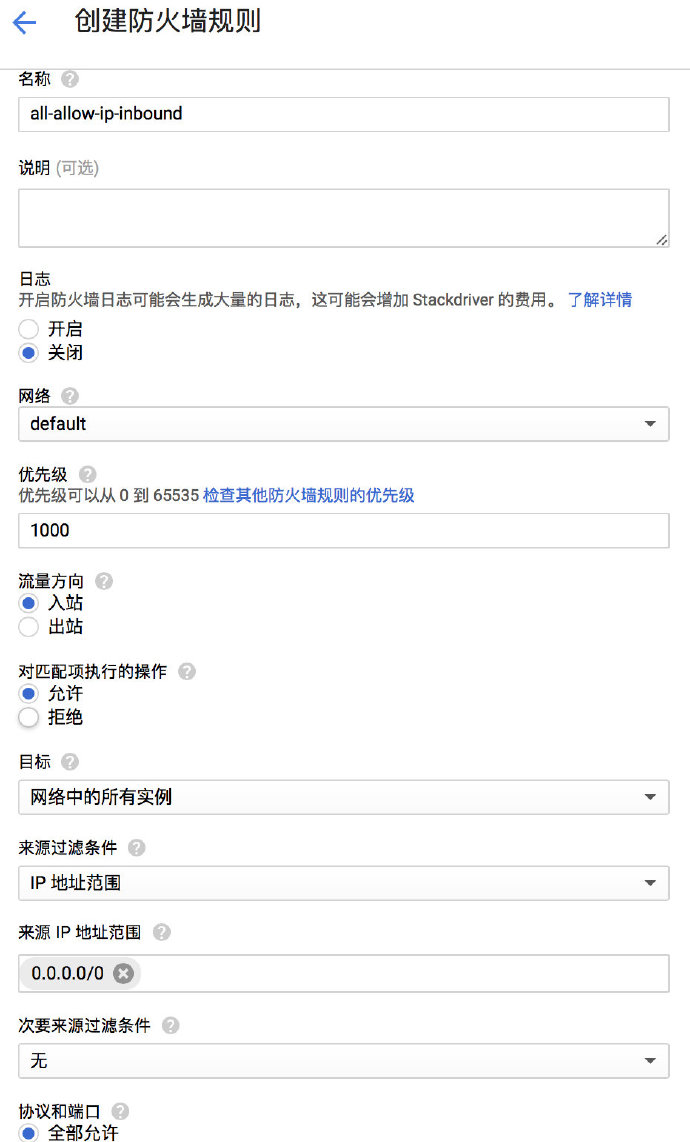 创建防火墙规则
名称
all-allow-ip-inbound
说明 (可选)
日志
开启防火墙日志可能会生成大量的日志，这可能会增加 Stackdriver 的费用。 了解详情
开启
关闭
网络
default
优先级
优先级可以从 0 到 65535 检查其他防火墙规则的优先级
1000
流量方向
入站
出站
对匹配项执行的操作
允许
拒绝
目标
网络中的所有实例
来源过滤条件
IP 地址范围
来源 IP 地址范围
0.0.0.0/0
次要来源过滤条件
无
协议和端口
全部允许